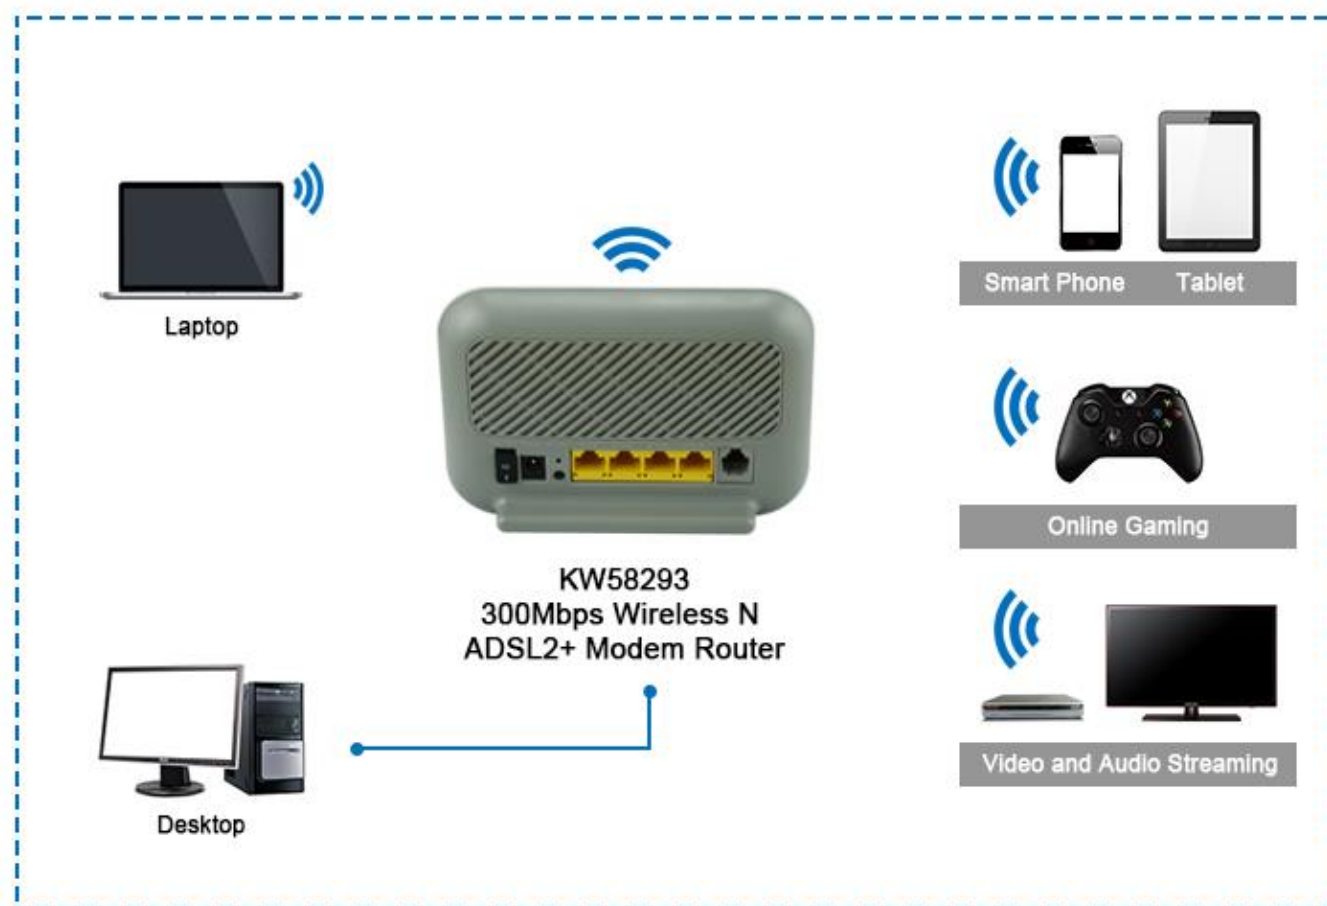 Laptop
Smart Phone Tablet
Online Gaming
KW58293
300Mbps Wireless N
ADSL2+ Modem Router
Video and Audio Streaming
Desktop